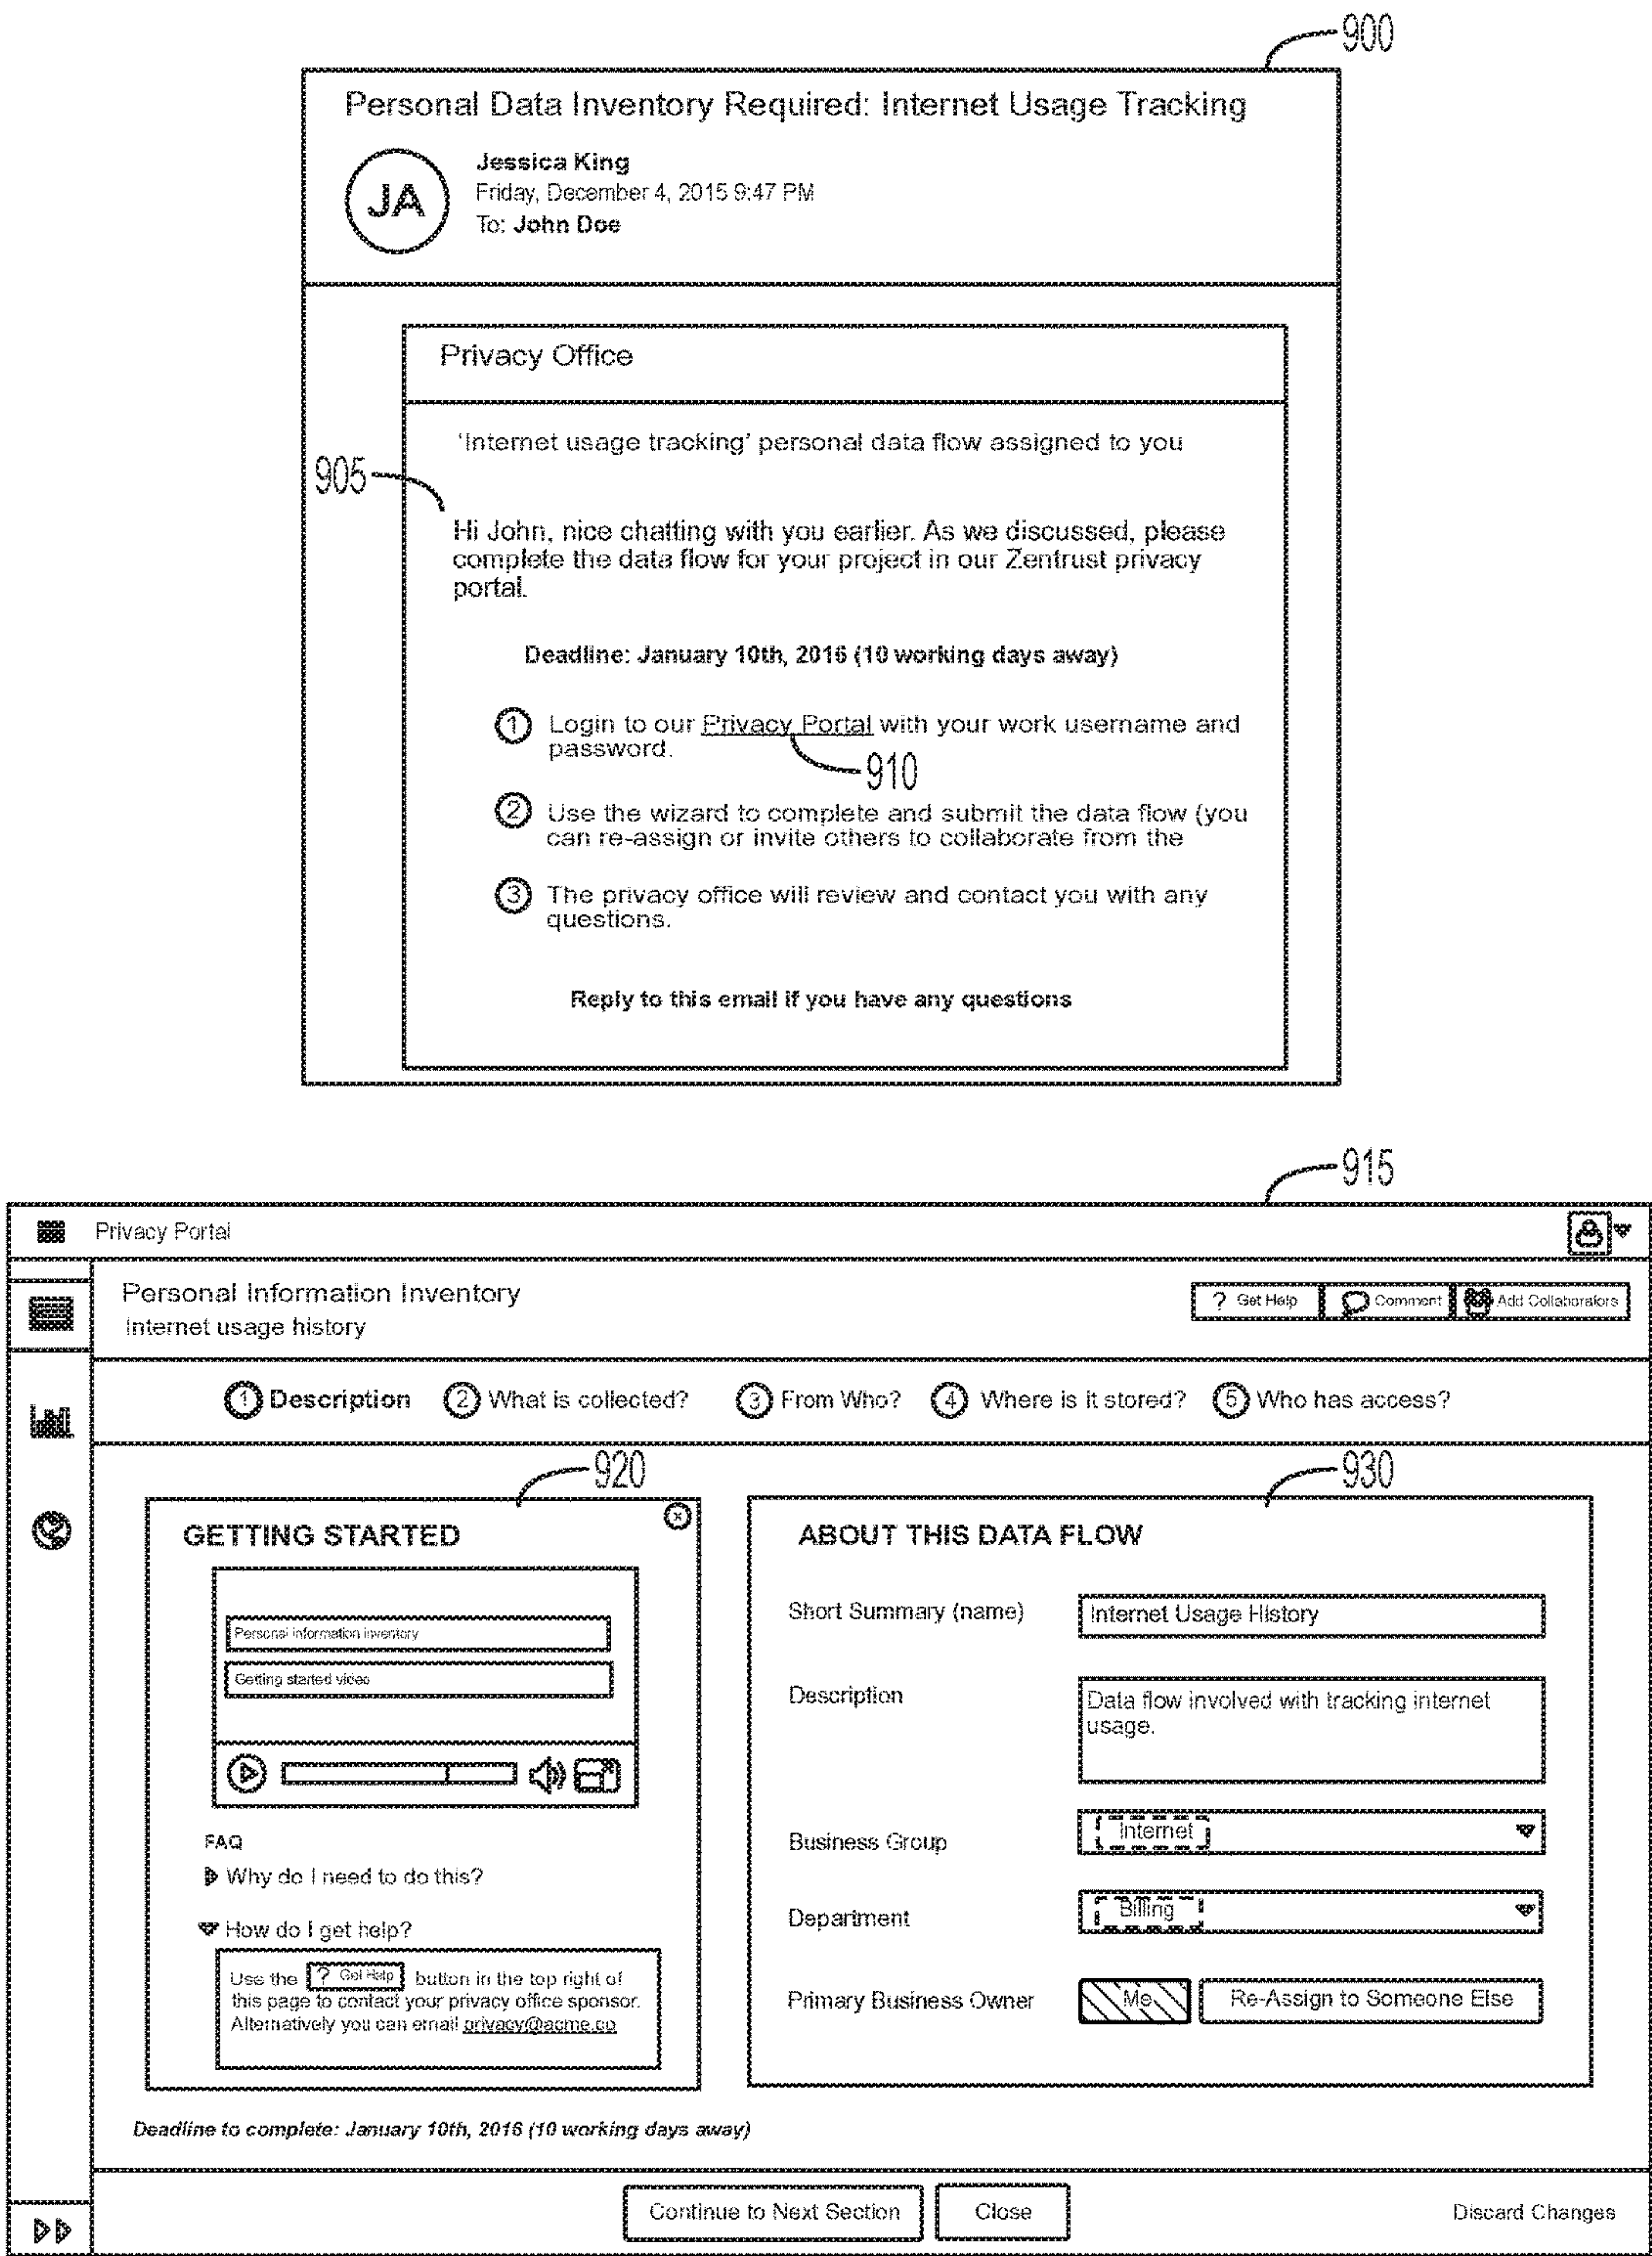 900
Personal Data Inventory Required: Internet Usage Tracking
JA
Jessica King
Friday, December 4, 2015 9:47 PM
To: John Doe
Privacy Office
'Internet usage tracking' personal data flow assigned to you
905
Hi John, nice chatting with you earlier. As we discussed, please
complete the data flow for your project in our Zentrust privacy
portal.
Deadline: January 10th, 2016 (10 working days away)
1 Login to our Privacy Portal with your work username and
password.
910
2 Use the wizard to complete and submit the data flow (you
can re-assign or invite others to collaborate from the
3 The privacy office will review and contact you with any
questions.
Reply to this email if you have any questions
915
Privacy Portal
Personal Information Inventory
Internet usage history
? Get Help Comment Add Collaborators
1 Description 2 What is collected? 3 From Who? 4 Where is it stored? 5 Who has access?
920
GETTING STARTED
Personal information inventory
Getting started video
FAQ
Why do I need to do this?
How do I get help?
Use the ? Get Help button in the top right of
this page to contact your privacy office sponsor.
Alternatively you can email privacy@acme.co
930
ABOUT THIS DATA FLOW
Short Summary (name) Internet Usage History
Description Data flow involved with tracking internet
usage.
Business Group Internet
Department Billing
Primary Business Owner Me Re-Assign to Someone Else
Deadline to complete: January 10th, 2016 (10 working days away)
Continue to Next Section Close Discard Changes